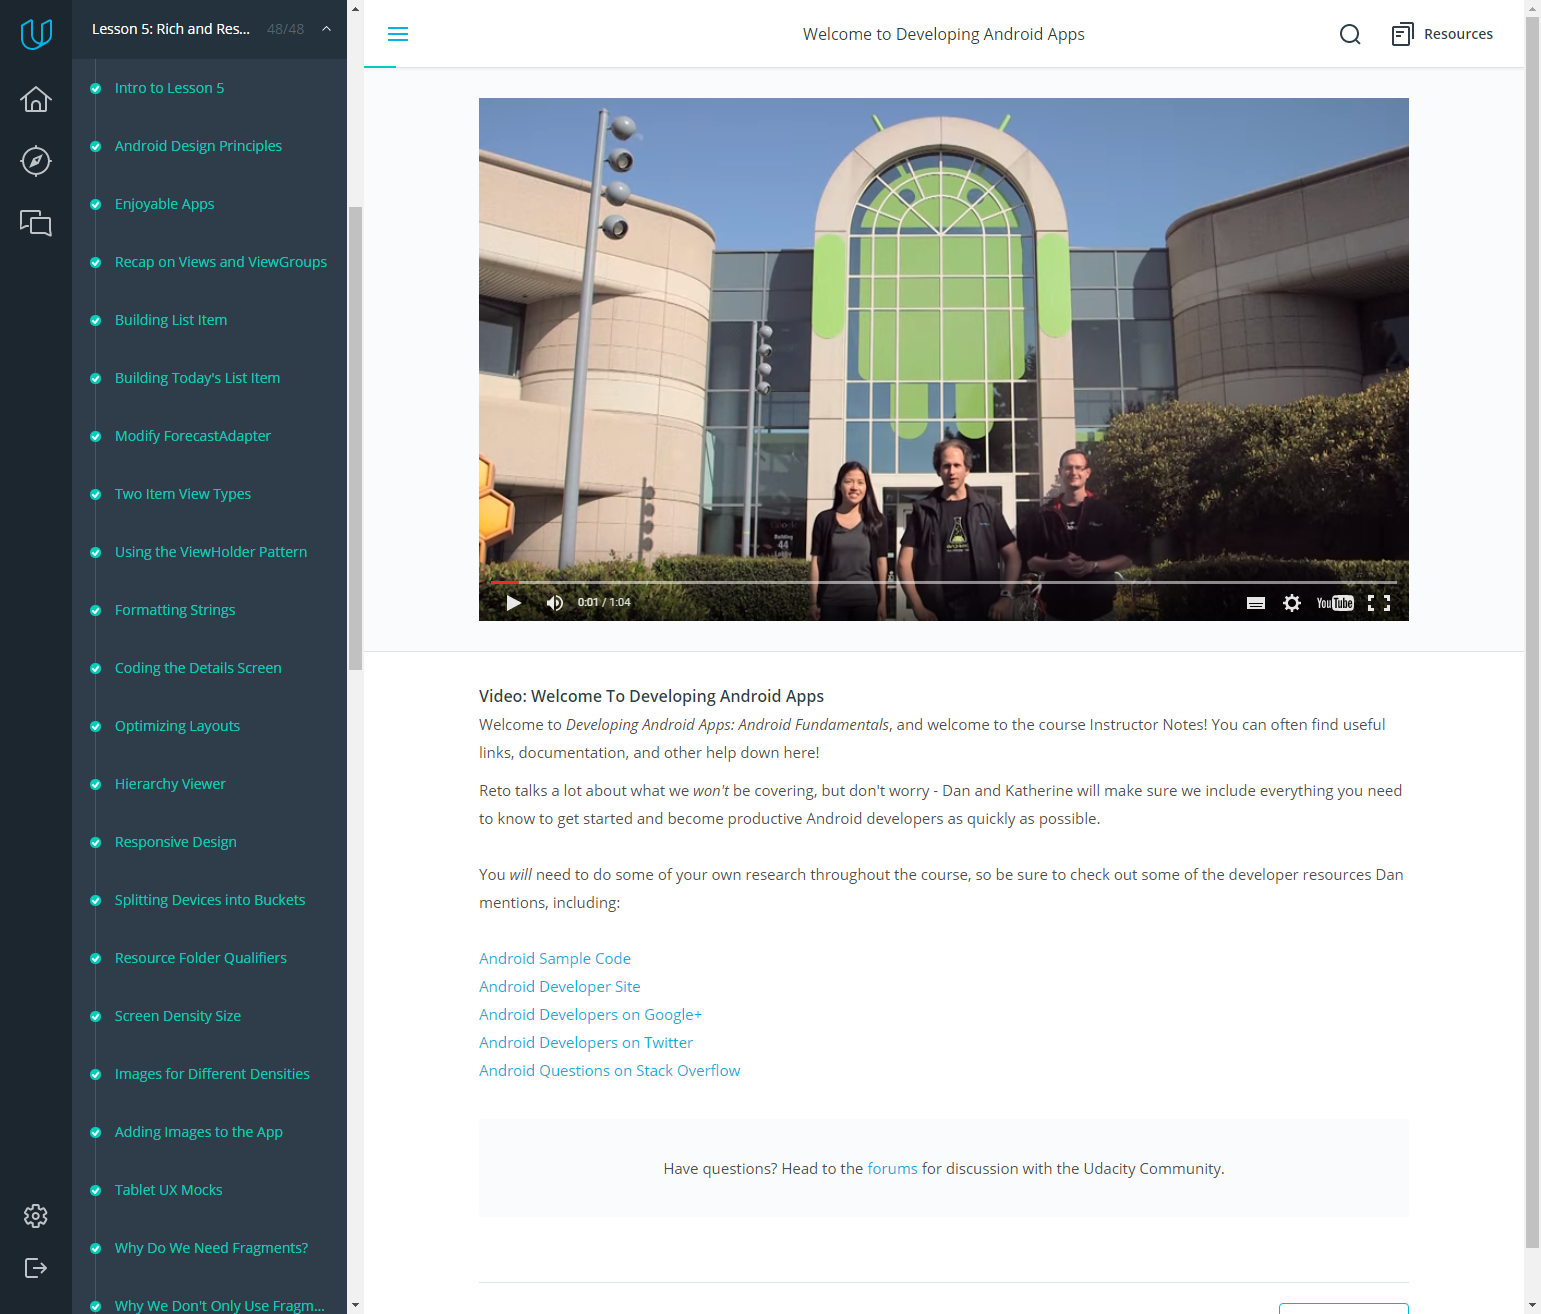 Lesson 5: Rich and Res... 48/48
Intro to Lesson 5
Android Design Principles
Enjoyable Apps
Recap on Views and ViewGroups
Building List Item
Building Today's List Item
Modify ForecastAdapter
Two Item View Types
Using the ViewHolder Pattern
Formatting Strings
Coding the Details Screen
Optimizing Layouts
Hierarchy Viewer
Responsive Design
Splitting Devices into Buckets
Resource Folder Qualifiers
Screen Density Size
Images for Different Densities
Adding Images to the App
Tablet UX Mocks
Why Do We Need Fragments?
Why We Don't Only Use Fragm...
Welcome to Developing Android Apps
Resources
Building
44
Lobby
0:01 / 1:04
YouTube
Video: Welcome To Developing Android Apps
Welcome to Developing Android Apps: Android Fundamentals, and welcome to the course Instructor Notes! You can often find useful
links, documentation, and other help down here!
Reto talks a lot about what we won't be covering, but don't worry - Dan and Katherine will make sure we include everything you need
to know to get started and become productive Android developers as quickly as possible.
You will need to do some of your own research throughout the course, so be sure to check out some of the developer resources Dan
mentions, including:
Android Sample Code
Android Developer Site
Android Developers on Google+
Android Developers on Twitter
Android Questions on Stack Overflow
Have questions? Head to the forums for discussion with the Udacity Community.